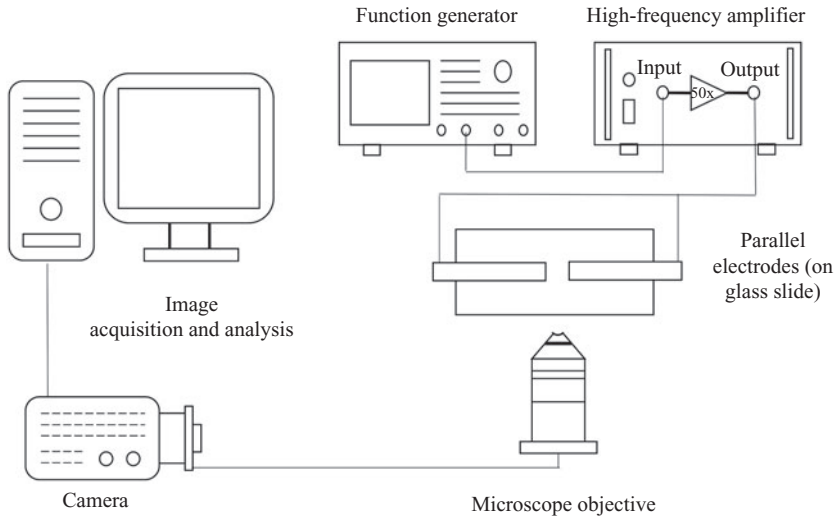 Function generator
High-frequency amplifier
Input
Output
50x
Parallel
electrodes (on
glass slide)
Image
acquisition and analysis
Camera
Microscope objective